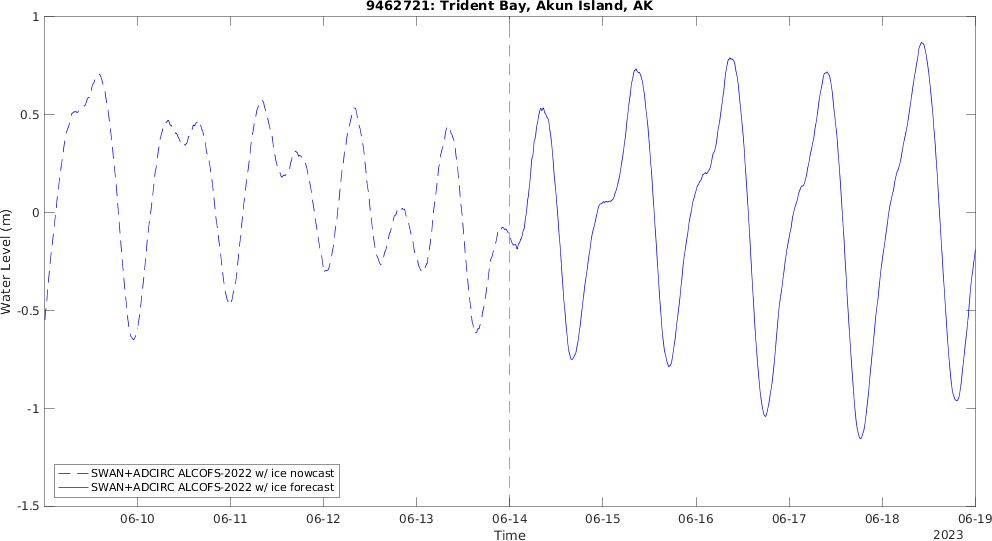 9462721: Trident Bay, Akun Island, AK
1
0.5
0
-0.5
-1
-1.5
Water Level (m)
SWAN+ADCIRC ALCOFS-2022 w/ ice nowcast
SWAN+ADCIRC ALCOFS-2022 w/ ice forecast
06-10 06-11 06-12 06-13 06-14 06-15 06-16 06-17 06-18 06-19
Time
2023